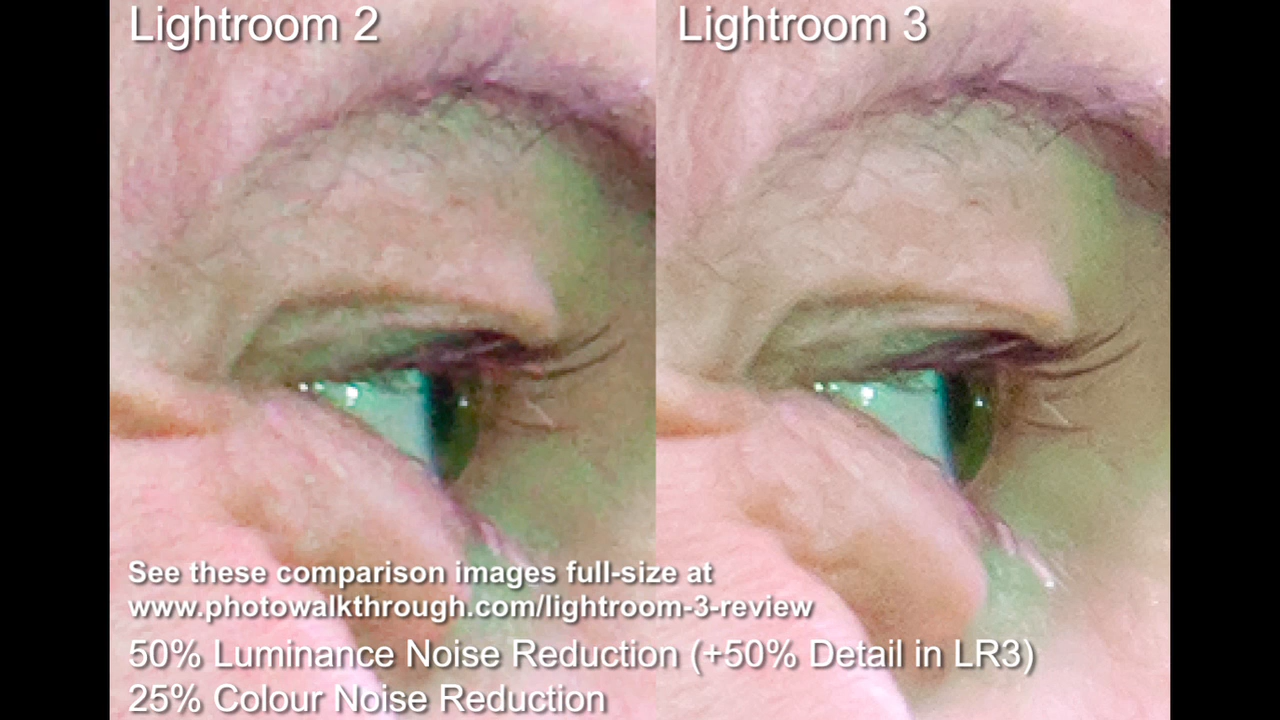 Lightroom 2
Lightroom 3
See these comparison images full-size at
www.photowalkthrough.com/lightroom-3-review
50% Luminance Noise Reduction (+50% Detail in LR3)
25% Colour Noise Reduction